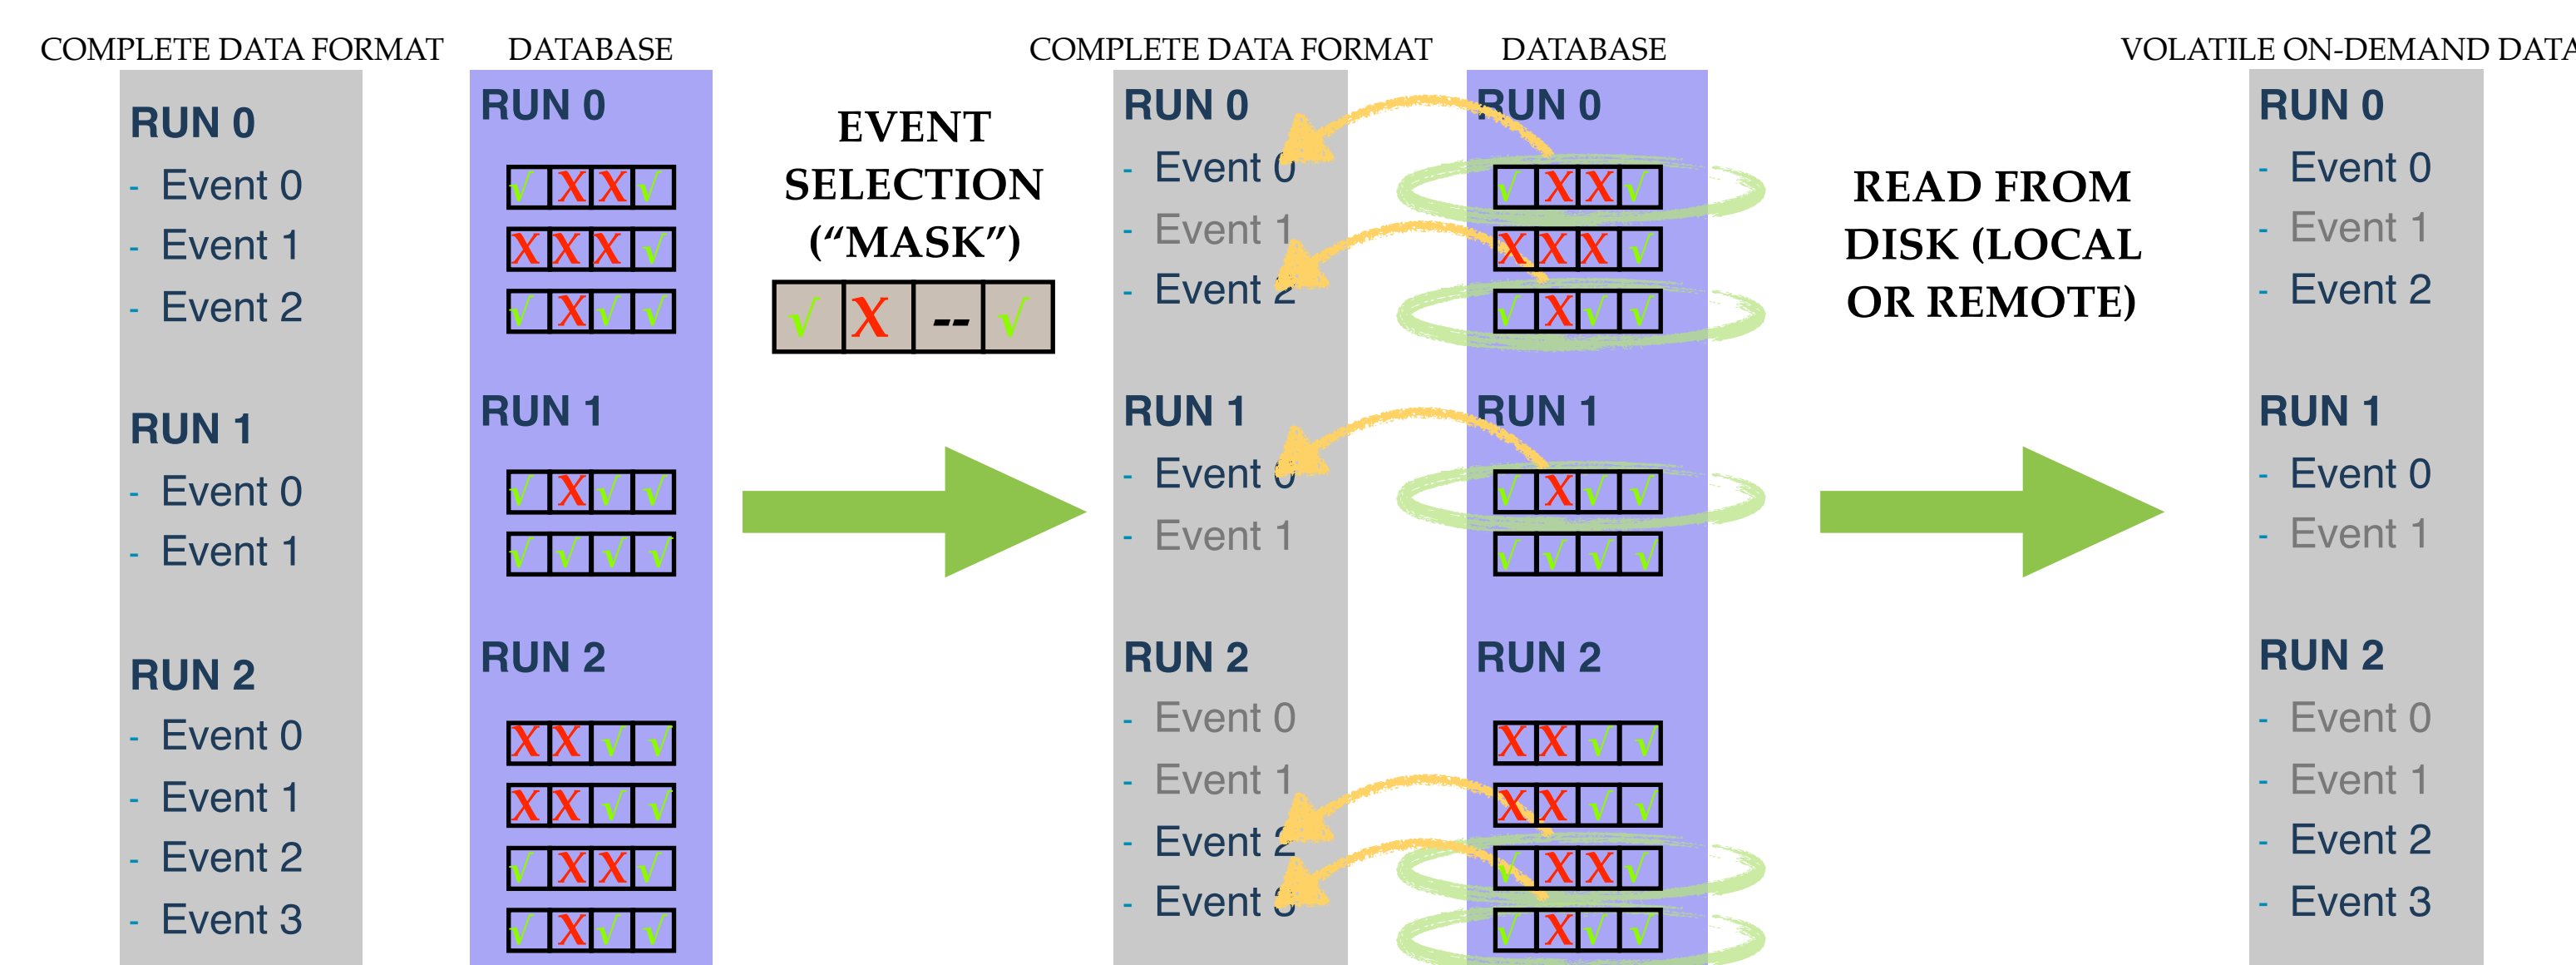 COMPLETE DATA FORMAT
RUN 0
- Event 0
- Event 1
- Event 2
RUN 1
- Event 0
- Event 1
RUN 2
- Event 0
- Event 1
- Event 2
- Event 3
DATABASE
RUN 0
√ X X √
X X X √
√ X √ √
RUN 1
√ X √ √
√ √ √ √
RUN 2
X X √ √
X X √ √
√ X X √
√ X √ √
EVENT
SELECTION
(“MASK”)
√ X -- √
COMPLETE DATA FORMAT
RUN 0
- Event 0
- Event 1
- Event 2
RUN 1
- Event 0
- Event 1
RUN 2
- Event 0
- Event 1
- Event 2
- Event 3
DATABASE
RUN 0
√ X X √
X X X √
√ X √ √
RUN 1
√ X √ √
√ √ √ √
RUN 2
X X √ √
X X √ √
√ X X √
√ X √ √
READ FROM
DISK (LOCAL
OR REMOTE)
VOLATILE ON-DEMAND DATA
RUN 0
- Event 0
- Event 1
- Event 2
RUN 1
- Event 0
- Event 1
RUN 2
- Event 0
- Event 1
- Event 2
- Event 3